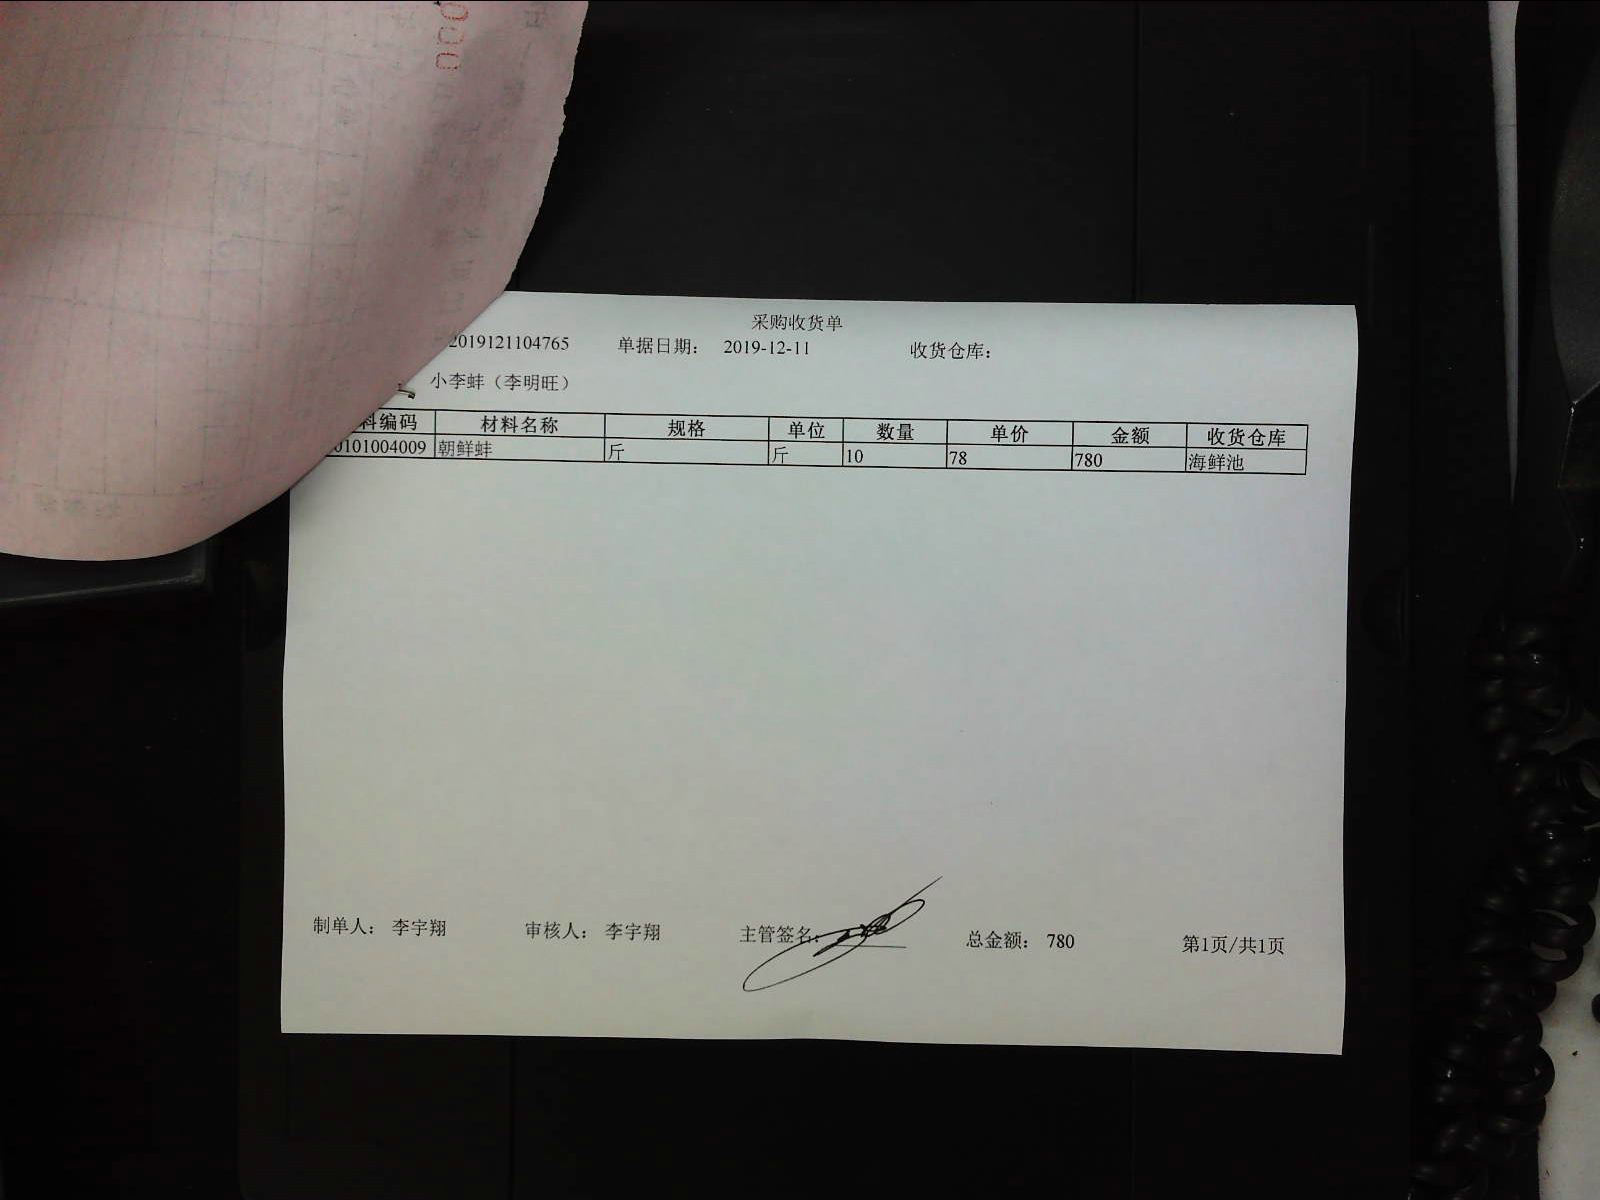 000
采购收货单
2019121104765 单据日期： 2019-12-11 收货仓库：
小李蚌（李明旺）
料编码 材料名称 规格 单位 数量 单价 金额 收货仓库
0101004009 朝鲜蚌 斤 斤 10 78 780 海鲜池
制单人： 李宇翔 审核人： 李宇翔 主管签名： 总金额： 780 第1页/共1页